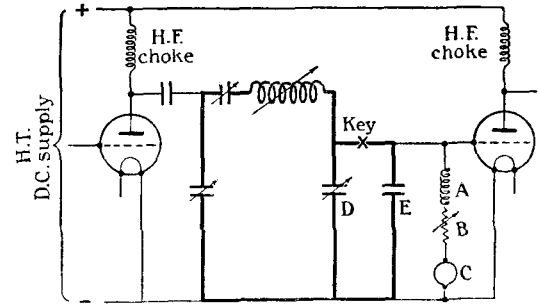 +
H.F.
choke
H.F.
choke
Key
H.T.
D.C. supply
D
E
A
B
C
−